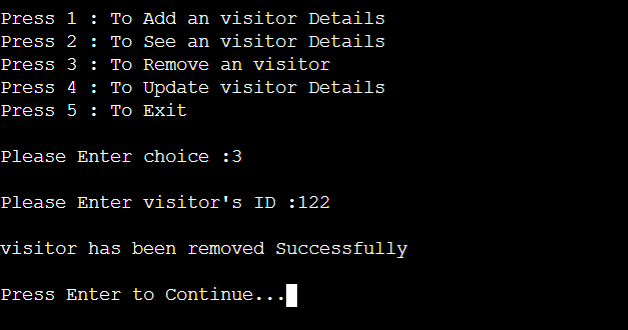 Press 1 : To Add an visitor Details
Press 2 : To See an visitor Details
Press 3 : To Remove an visitor
Press 4 : To Update visitor Details
Press 5 : To Exit
Please Enter choice :3
Please Enter visitor's ID :122
visitor has been removed Successfully
Press Enter to Continue...